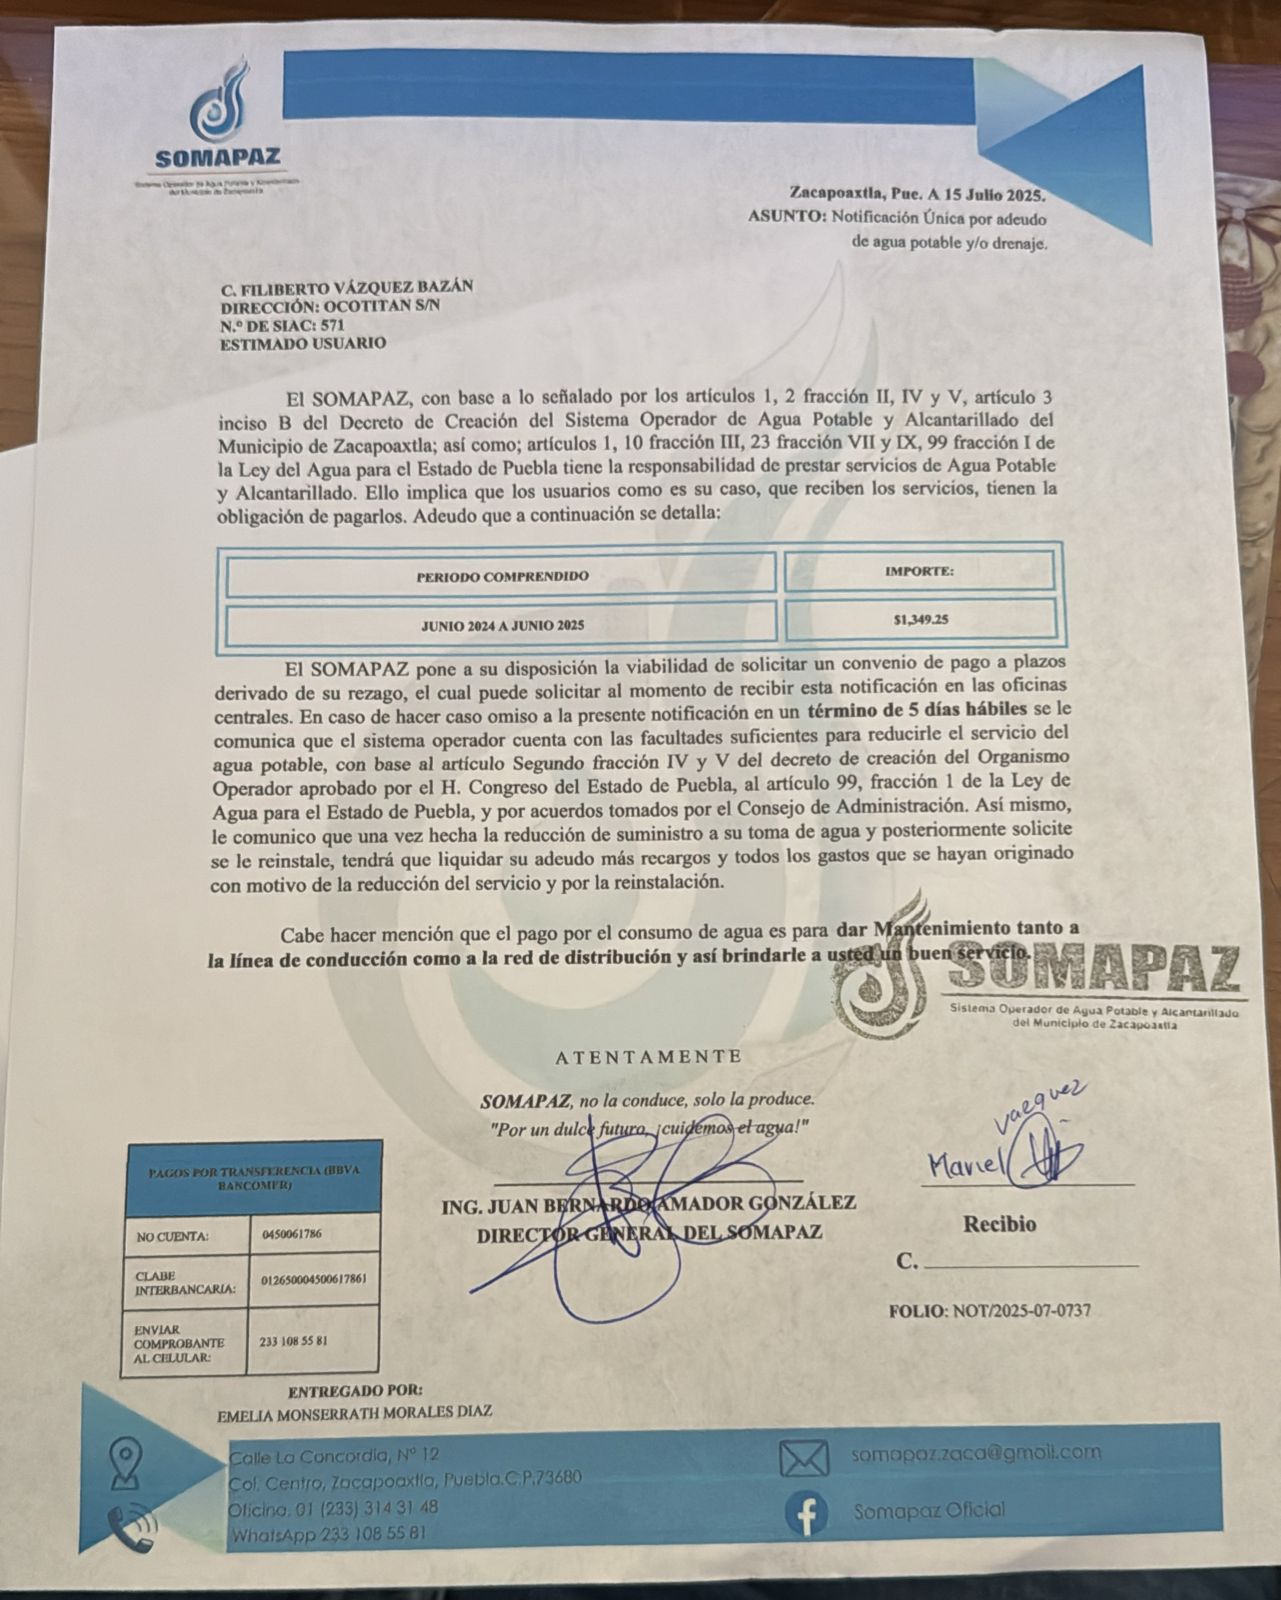 SOMAPAZ
Sistema Operador de Agua Potable y Alcantarillado
del Municipio de Zacapoaxtla
Zacapoaxtla, Pue. A 15 Julio 2025.
ASUNTO: Notificación Única por adeudo
de agua potable y/o drenaje.
C. FILIBERTO VÁZQUEZ BAZÁN
DIRECCIÓN: OCOTITAN S/N
N.º DE SIAC: 571
ESTIMADO USUARIO
El SOMAPAZ, con base a lo señalado por los artículos 1, 2 fracción II, IV y V, artículo 3
inciso B del Decreto de Creación del Sistema Operador de Agua Potable y Alcantarillado del
Municipio de Zacapoaxtla; así como; artículos 1, 10 fracción III, 23 fracción VII y IX, 99 fracción I de
la Ley del Agua para el Estado de Puebla tiene la responsabilidad de prestar servicios de Agua Potable
y Alcantarillado. Ello implica que los usuarios como es su caso, que reciben los servicios, tienen la
obligación de pagarlos. Adeudo que a continuación se detalla:
PERIODO COMPRENDIDO IMPORTE:
JUNIO 2024 A JUNIO 2025 $1,349.25
El SOMAPAZ pone a su disposición la viabilidad de solicitar un convenio de pago a plazos
derivado de su rezago, el cual puede solicitar al momento de recibir esta notificación en las oficinas
centrales. En caso de hacer caso omiso a la presente notificación en un término de 5 días hábiles se le
comunica que el sistema operador cuenta con las facultades suficientes para reducirle el servicio del
agua potable, con base al artículo Segundo fracción IV y V del decreto de creación del Organismo
Operador aprobado por el H. Congreso del Estado de Puebla, al artículo 99, fracción 1 de la Ley de
Agua para el Estado de Puebla, y por acuerdos tomados por el Consejo de Administración. Así mismo,
le comunico que una vez hecha la reducción de suministro a su toma de agua y posteriormente solicite
se le reinstale, tendrá que liquidar su adeudo más recargos y todos los gastos que se hayan originado
con motivo de la reducción del servicio y por la reinstalación.
Cabe hacer mención que el pago por el consumo de agua es para dar Mantenimiento tanto a
la línea de conducción como a la red de distribución y así brindarle a usted un buen servicio.
SOMAPAZ
Sistema Operador de Agua Potable y Alcantarillado
del Municipio de Zacapoaxtla
ATENTAMENTE
SOMAPAZ, no la conduce, solo la produce.
"Por un dulce futuro, ¡cuidemos el agua!"
ING. JUAN BERNARDO AMADOR GONZÁLEZ
DIRECTOR GENERAL DEL SOMAPAZ
vazquez
Mariel
Recibio
C.
FOLIO: NOT/2025-07-0737
PAGOS POR TRANSFERENCIA (BBVA
BANCOMER)
NO CUENTA: 0450061786
CLABE
INTERBANCARIA: 012650004500617861
ENVIAR
COMPROBANTE
AL CELULAR: 233 108 55 81
ENTREGADO POR:
EMELIA MONSERRATH MORALES DIAZ
Calle La Concordia, Nº 12
Col. Centro, Zacapoaxtla, Puebla.C.P.73680
Oficina. 01 (233) 314 31 48
WhatsApp 233 108 55 81
somapaz.zaca@gmail.com
Somapaz Oficial